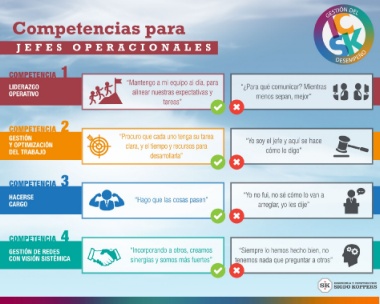 Competencias para
JEFES OPERACIONALES
GESTIÓN DEL
CSK
DESEMPEÑO
COMPETENCIA 1
LIDERAZGO
OPERATIVO
"Mantengo a mi equipo al día, para
alinear nuestras expectativas y
tareas"
"¿Para qué comunicar? Mientras
menos sepan, mejor"
COMPETENCIA 2
GESTIÓN
Y OPTIMIZACIÓN
DEL TRABAJO
"Procuro que cada uno tenga su tarea
clara, y el tiempo y recursos para
desarrollarla"
"Yo soy el jefe y aquí se hace
cómo le digo"
COMPETENCIA 3
HACERSE
CARGO
"Hago que las cosas pasen"
"Yo no fui, no sé cómo lo van a
arreglar, yo les dije"
COMPETENCIA 4
GESTIÓN DE REDES
CON VISIÓN SISTÉMICA
"Incorporando a otros, creamos
sinergias y somos más fuertes"
"Siempre lo hemos hecho bien, no
tenemos nada que preguntar a otros"